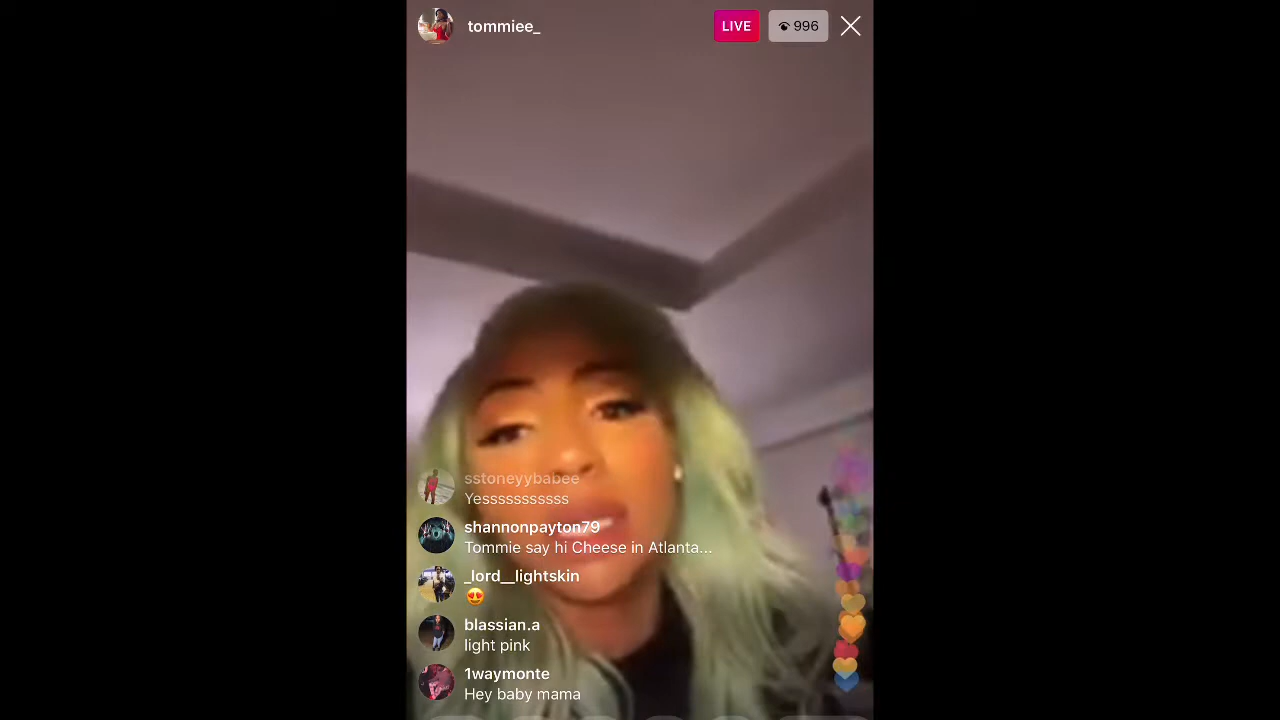 tommiee_
LIVE
996
sstoneyybabee
Yesssssssssss
shannonpayton79
Tommie say hi Cheese in Atlanta...
_lord__lightskin
😍
blassian.a
light pink
1waymonte
Hey baby mama